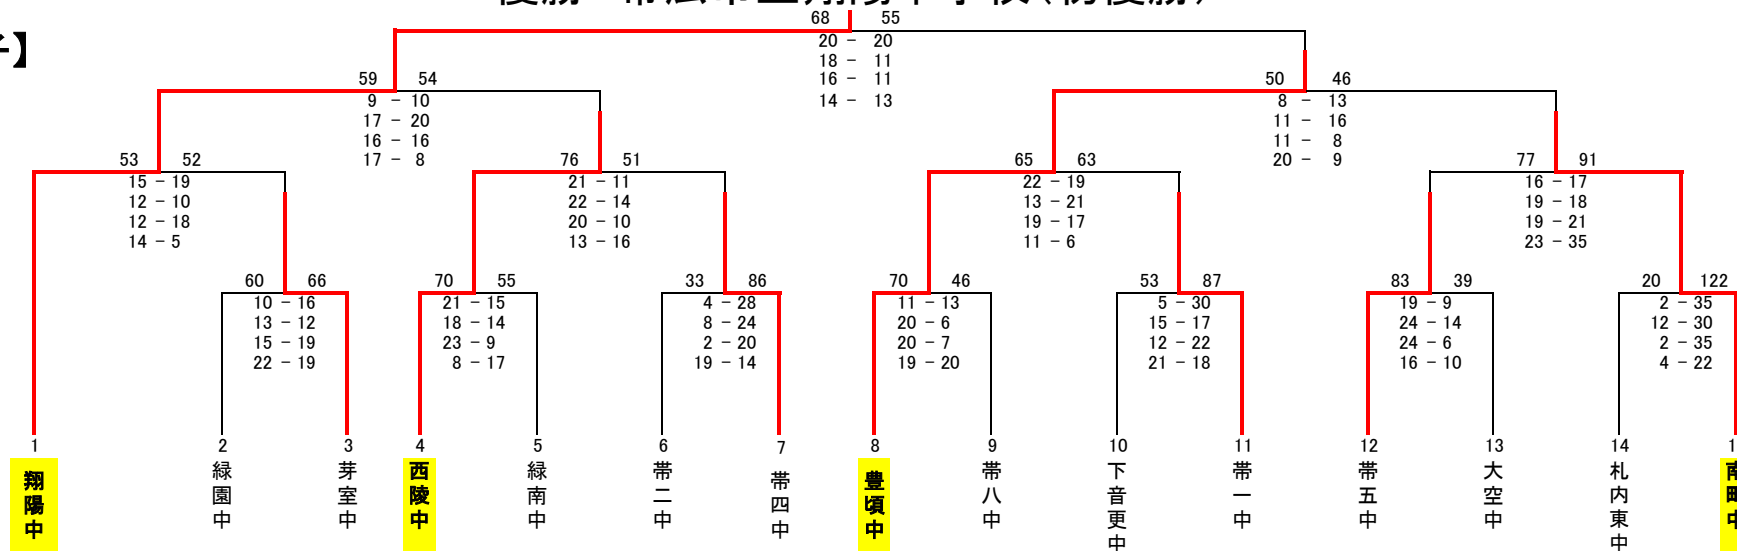 68 55
20 - 20
18 - 11
16 - 11
14 - 13
59 54
9 - 10
17 - 20
16 - 16
17 - 8
50 46
8 - 13
11 - 16
11 - 8
20 - 9
53 52
15 - 19
12 - 10
12 - 18
14 - 5
76 51
21 - 11
22 - 14
20 - 10
13 - 16
65 63
22 - 19
13 - 21
19 - 17
11 - 6
77 91
16 - 17
19 - 18
19 - 21
23 - 35
60 66
10 - 16
13 - 12
15 - 19
22 - 19
70 55
21 - 15
18 - 14
23 - 9
8 - 17
33 86
4 - 28
8 - 24
2 - 20
19 - 14
70 46
11 - 13
20 - 6
20 - 7
19 - 20
53 87
5 - 30
15 - 17
12 - 22
21 - 18
83 39
19 - 9
24 - 14
24 - 6
16 - 10
20 122
2 - 35
12 - 30
2 - 35
4 - 22
1
翔陽中
2
緑園中
3
芽室中
4
西陵中
5
緑南中
6
帯二中
7
帯四中
8
豊頃中
9
帯八中
10
下音更中
11
帯一中
12
帯五中
13
大空中
14
札内東中
南町中